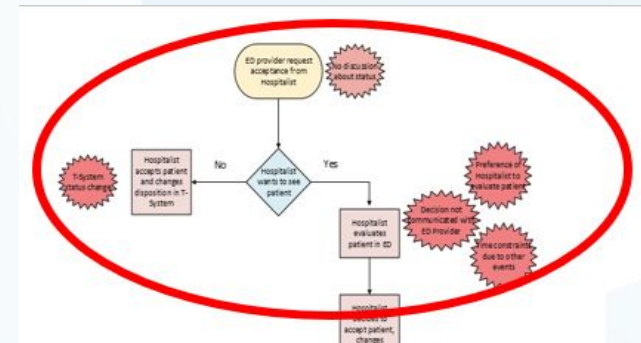 ED provider request
acceptance from
Hospitalist
No discussion
about status
T-System
status change
Hospitalist
accepts patient
and changes
disposition in T-
System
No
Hospitalist
wants to see
patient
Yes
Preference of
Hospitalist to
evaluate patient
Hospitalist
evaluates
patient in ED
Decision not
communicated with
ED Provider
Time constraints
due to other
events
Hospitalist
decides to
accept patient,
changes